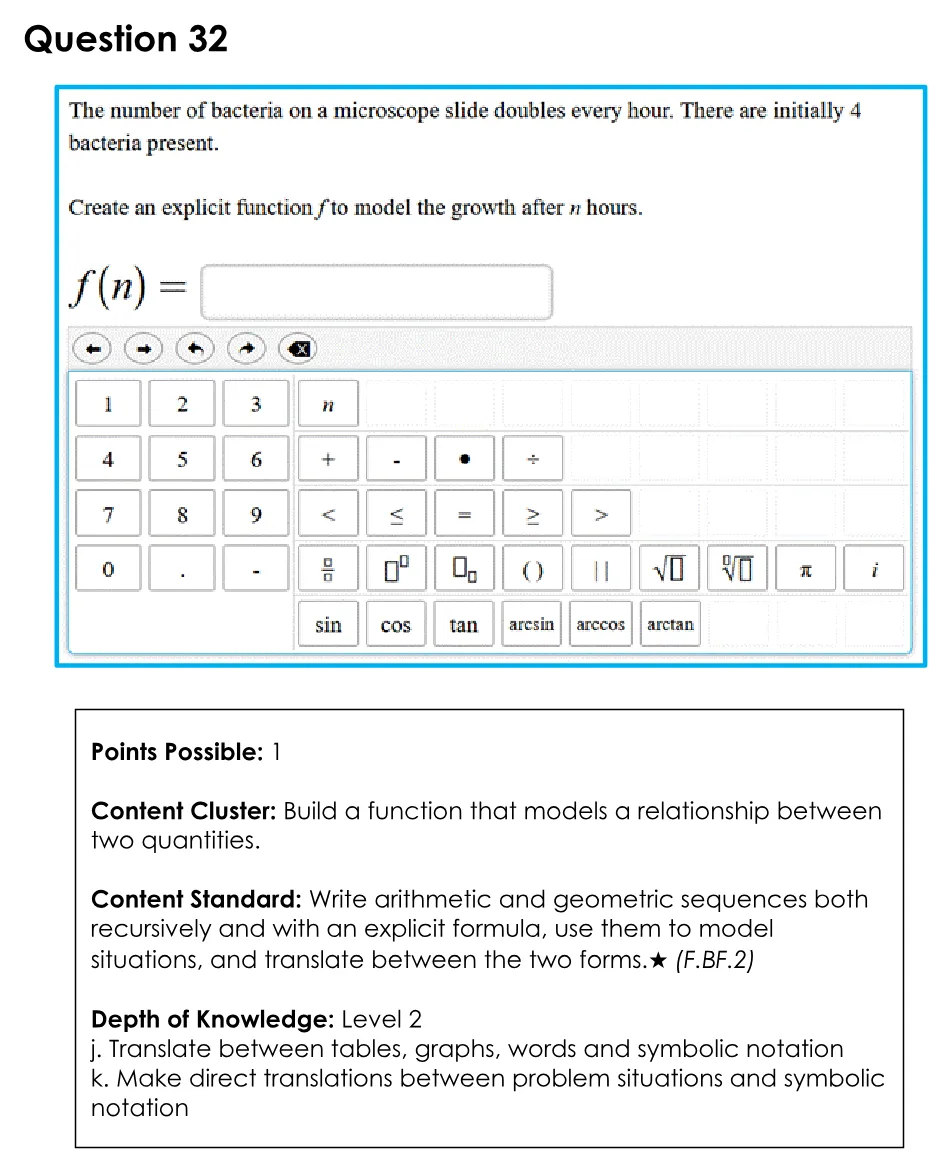 Question 32
The number of bacteria on a microscope slide doubles every hour. There are initially 4
bacteria present.
Create an explicit function f to model the growth after n hours.
f(n) =
1 2 3 n
4 5 6 + - • ÷
7 8 9 < ≤ = ≥ >
0 . - □/□ □^□ □_□ ( ) | | √□ □√□ π i
sin cos tan arcsin arccos arctan
Points Possible: 1
Content Cluster: Build a function that models a relationship between
two quantities.
Content Standard: Write arithmetic and geometric sequences both
recursively and with an explicit formula, use them to model
situations, and translate between the two forms.★ (F.BF.2)
Depth of Knowledge: Level 2
j. Translate between tables, graphs, words and symbolic notation
k. Make direct translations between problem situations and symbolic
notation